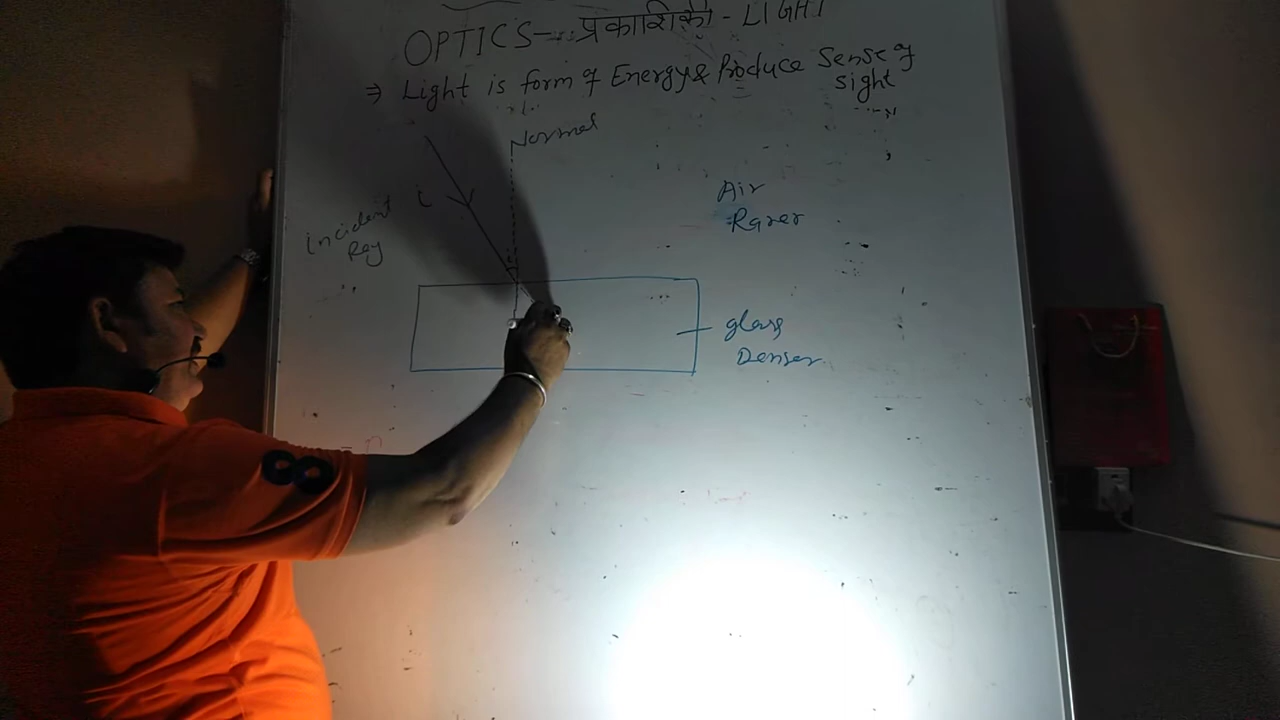 OPTICS- प्रकाशिकी - LIGHT
⇒ Light is form of Energy & Produce Sense of
sight
Normal
i
Incident
Ray
i
Air
Rarer
glass
Denser
8